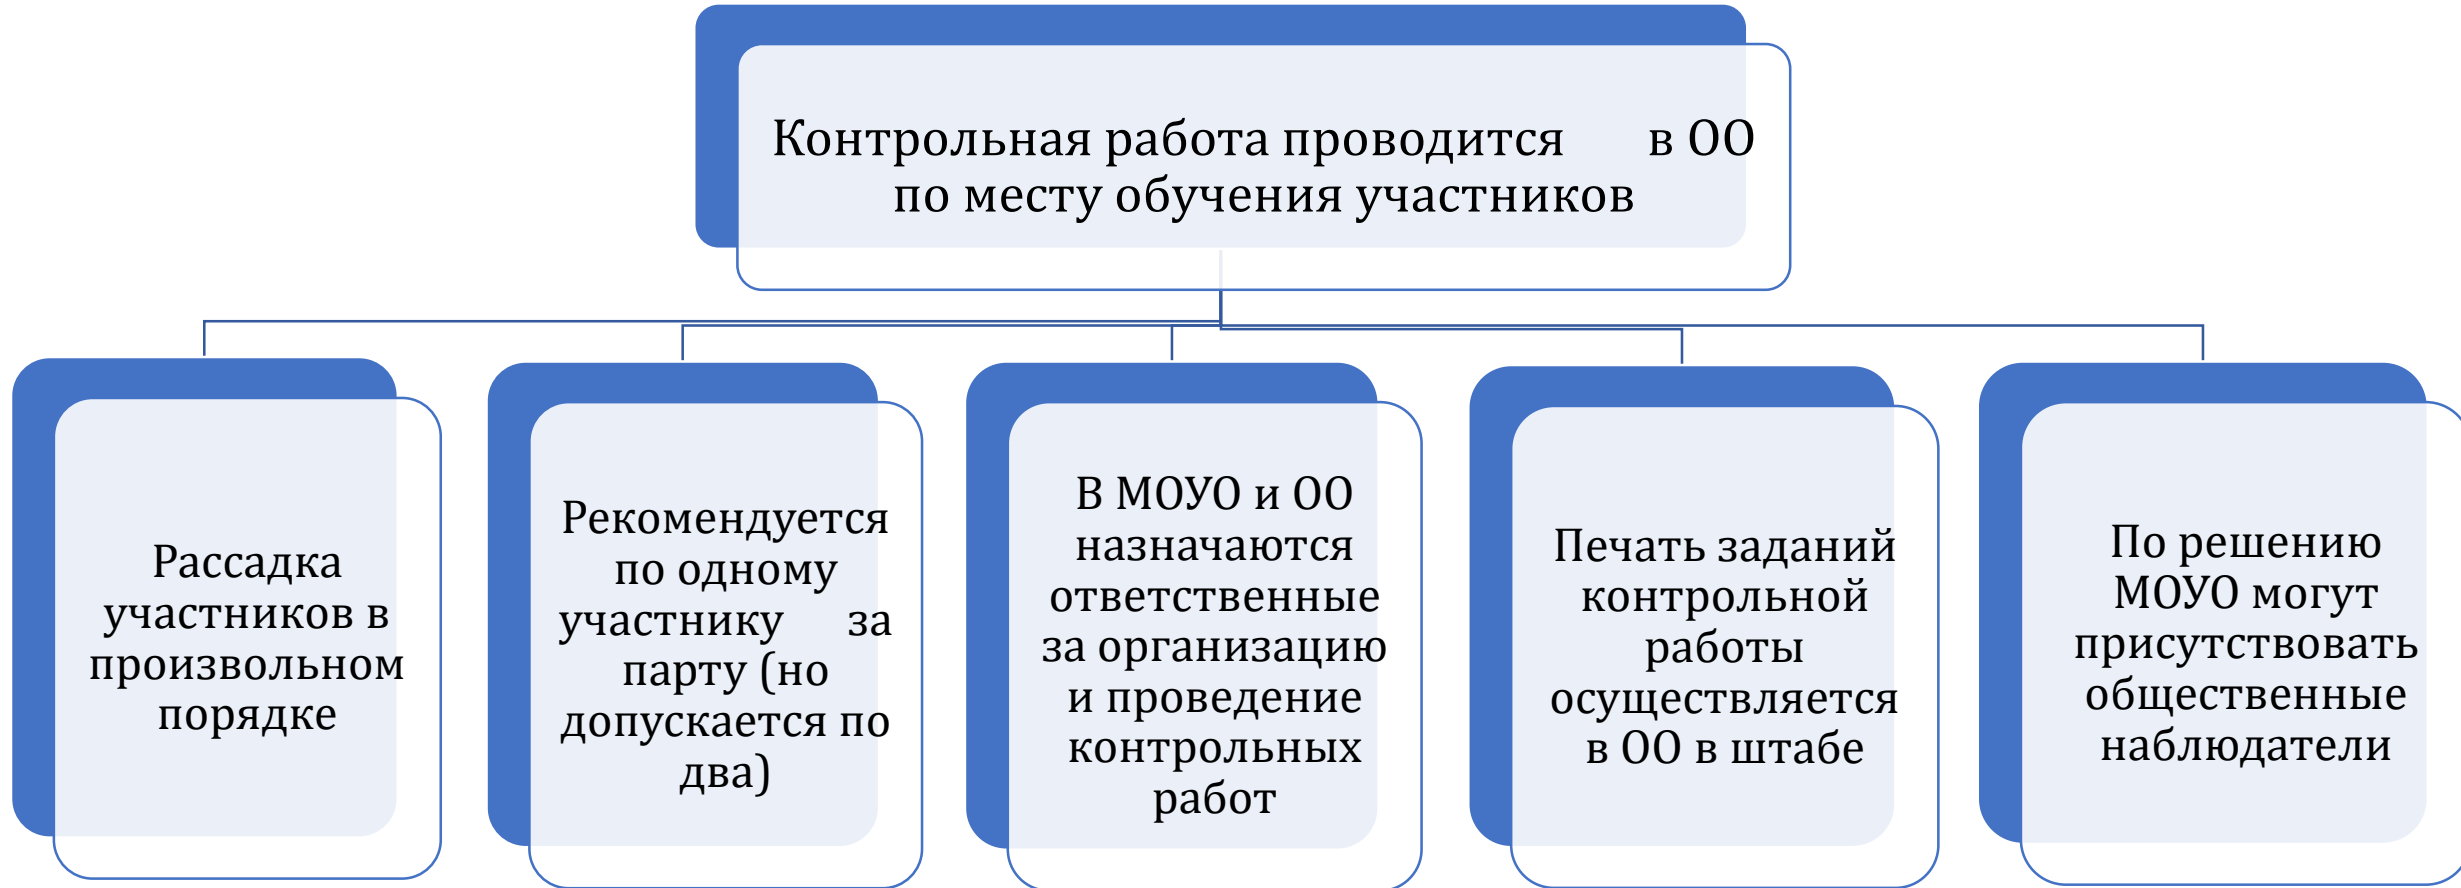 Контрольная работа проводится в ОО
по месту обучения участников
Рассадка
участников в
произвольном
порядке
Рекомендуется
по одному
участнику за
парту (но
допускается по
два)
В МОУО и ОО
назначаются
ответственные
за организацию
и проведение
контрольных
работ
Печать заданий
контрольной
работы
осуществляется
в ОО в штабе
По решению
МОУО могут
присутствовать
общественные
наблюдатели